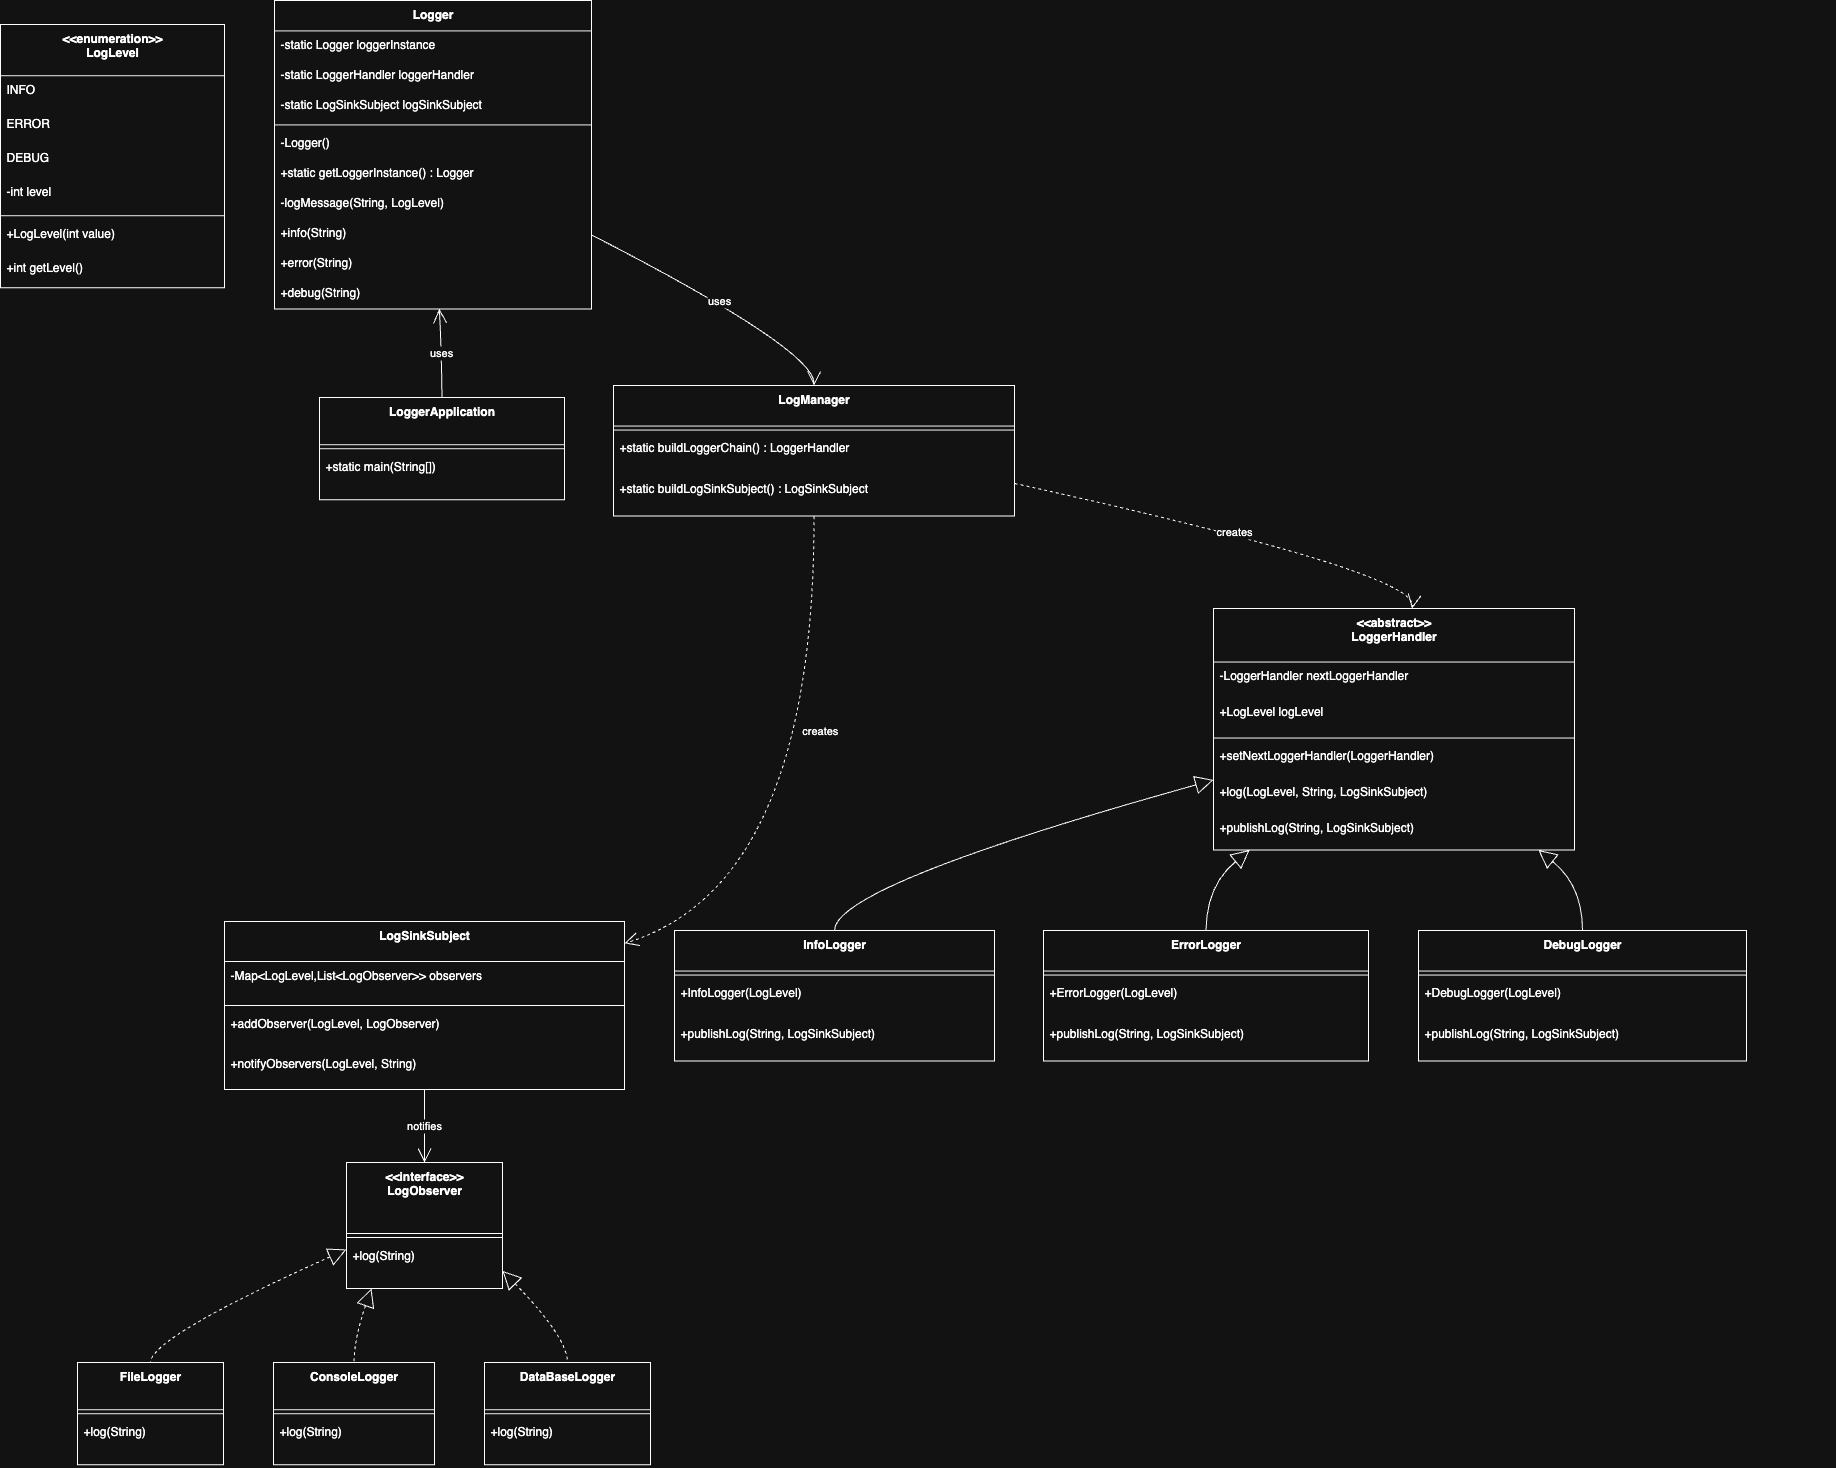 <<enumeration>>
LogLevel
INFO
ERROR
DEBUG
-int level
+LogLevel(int value)
+int getLevel()
Logger
-static Logger loggerInstance
-static LoggerHandler loggerHandler
-static LogSinkSubject logSinkSubject
-Logger()
+static getLoggerInstance() : Logger
-logMessage(String, LogLevel)
+info(String)
+error(String)
+debug(String)
uses
uses
LoggerApplication
+static main(String[])
LogManager
+static buildLoggerChain() : LoggerHandler
+static buildLogSinkSubject() : LogSinkSubject
creates
creates
<<abstract>>
LoggerHandler
-LoggerHandler nextLoggerHandler
+LogLevel logLevel
+setNextLoggerHandler(LoggerHandler)
+log(LogLevel, String, LogSinkSubject)
+publishLog(String, LogSinkSubject)
LogSinkSubject
-Map<LogLevel,List<LogObserver>> observers
+addObserver(LogLevel, LogObserver)
+notifyObservers(LogLevel, String)
InfoLogger
+InfoLogger(LogLevel)
+publishLog(String, LogSinkSubject)
ErrorLogger
+ErrorLogger(LogLevel)
+publishLog(String, LogSinkSubject)
DebugLogger
+DebugLogger(LogLevel)
+publishLog(String, LogSinkSubject)
notifies
<<interface>>
LogObserver
+log(String)
FileLogger
+log(String)
ConsoleLogger
+log(String)
DataBaseLogger
+log(String)